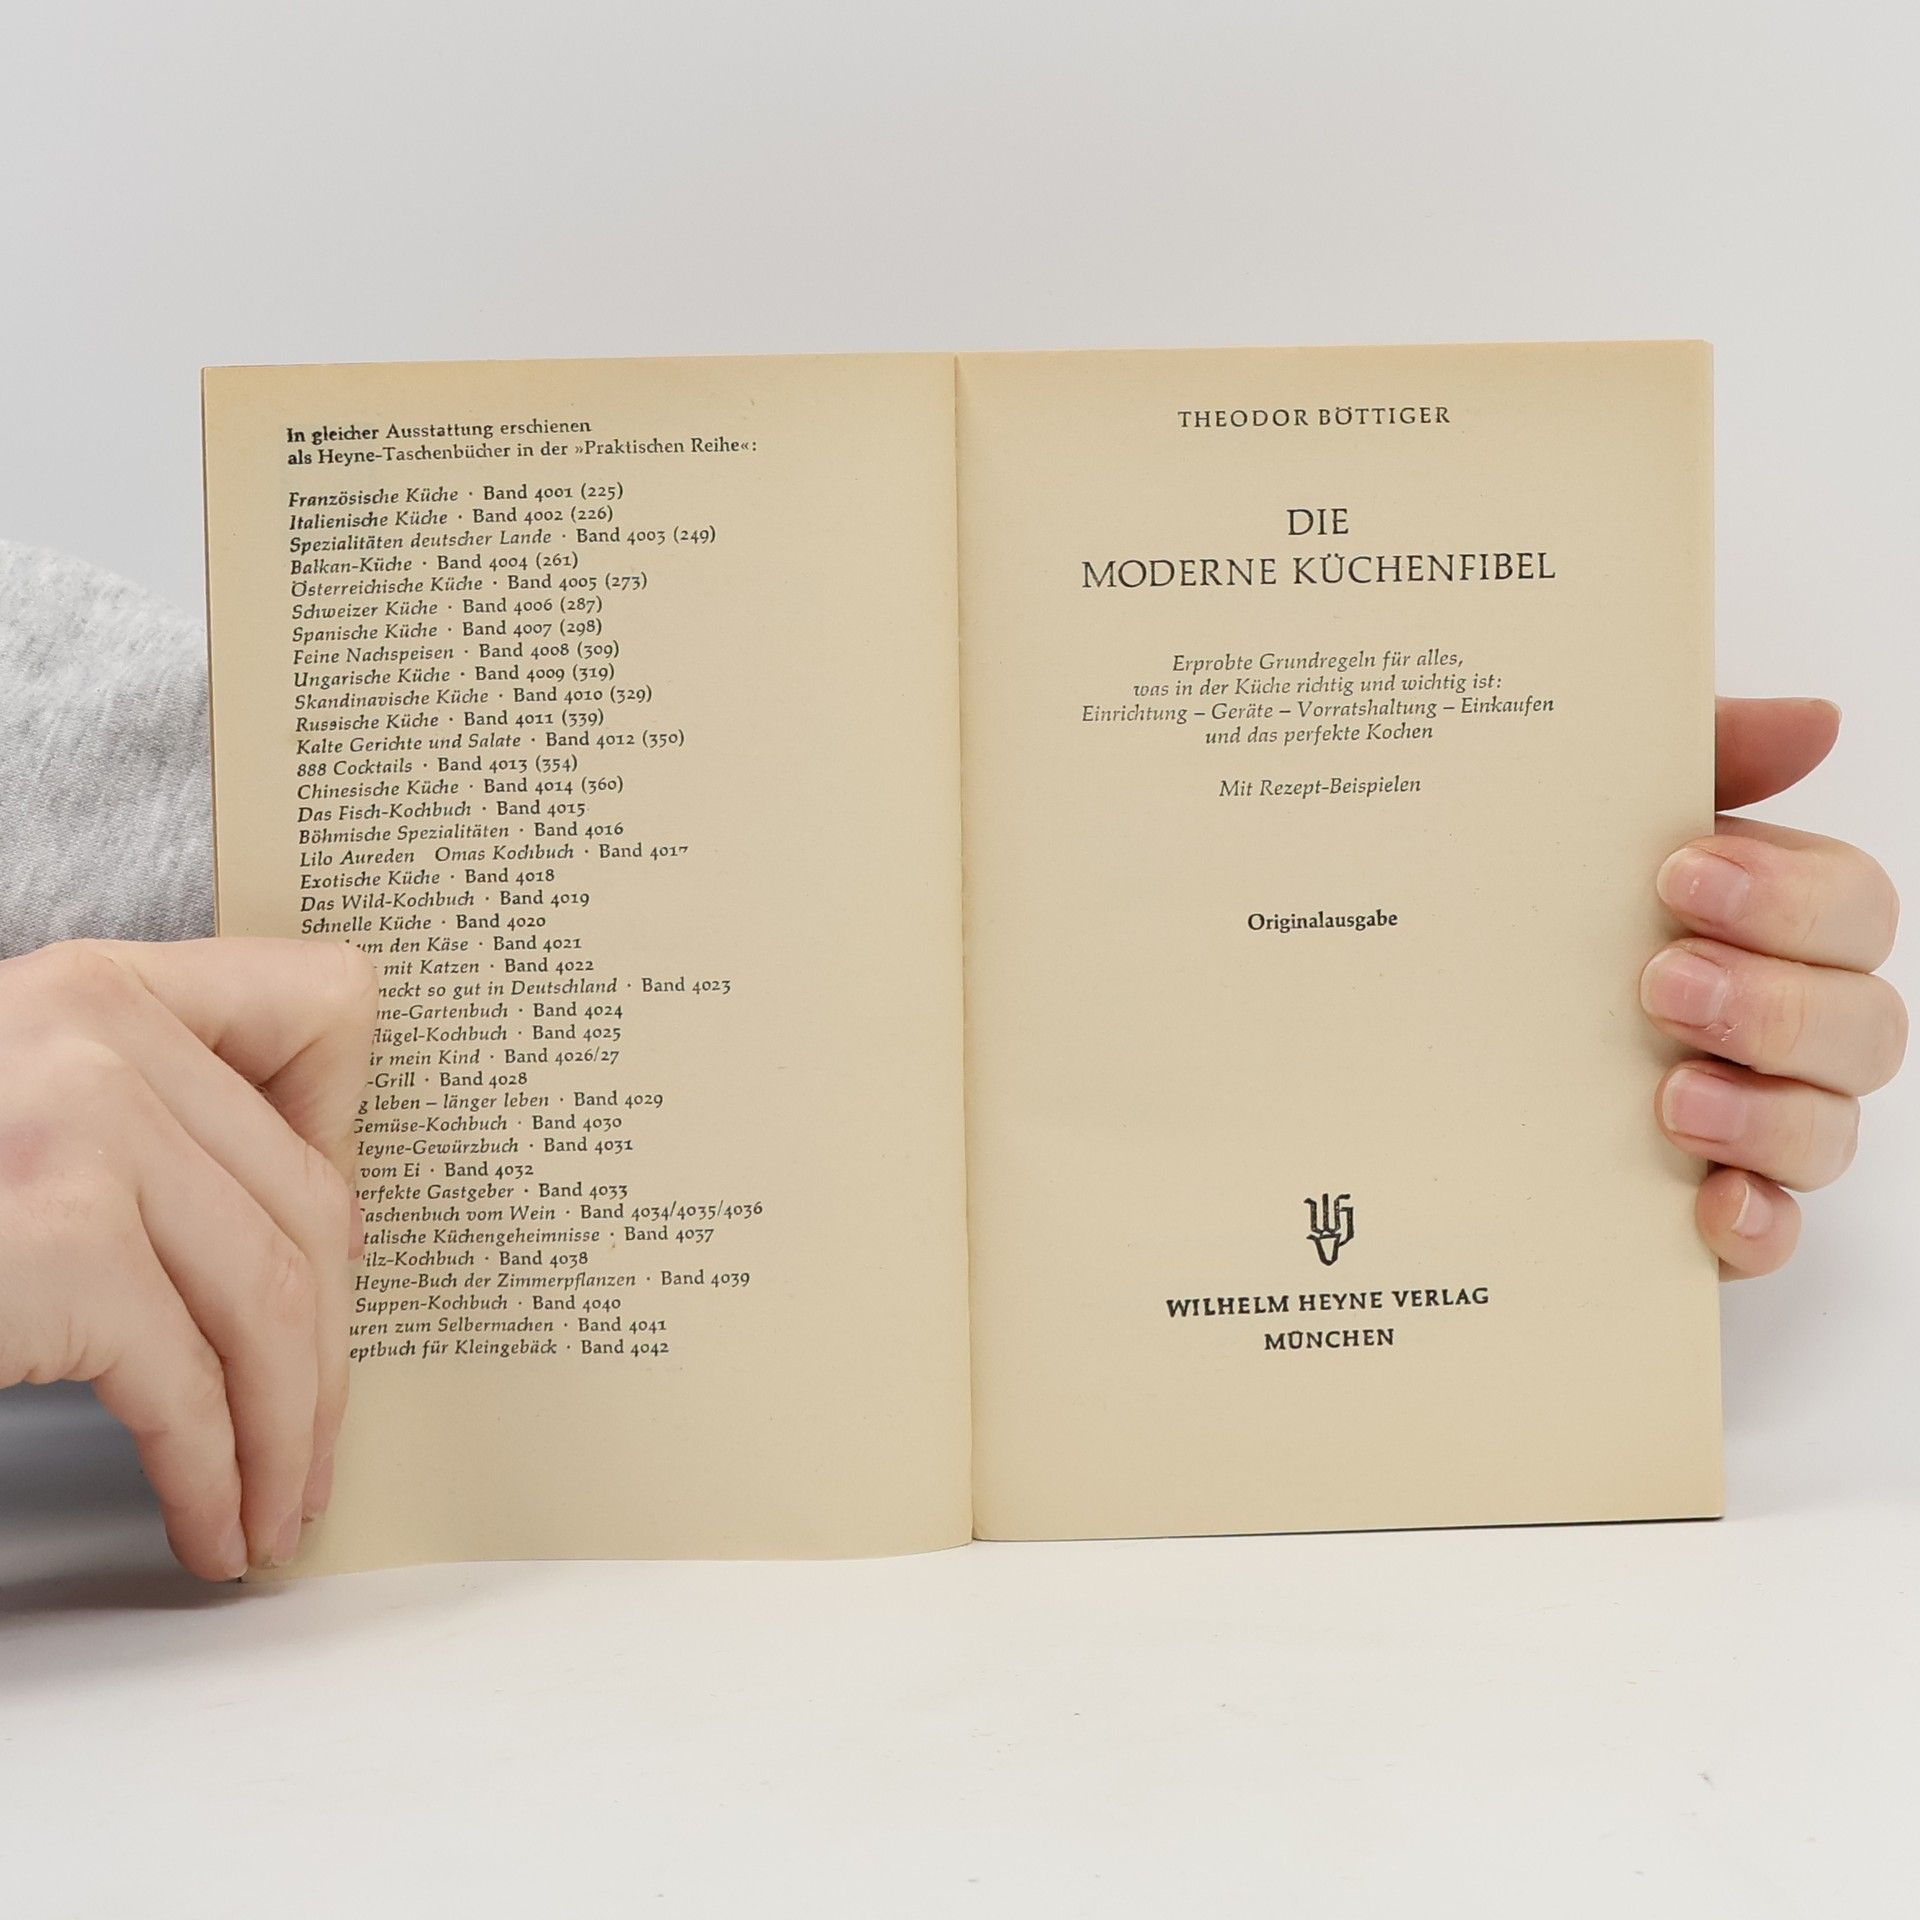 In gleicher Ausstattung erschienen
als Heyne-Taschenbücher in der »Praktischen Reihe«:
Französische Küche · Band 4001 (225)
Italienische Küche · Band 4002 (226)
Spezialitäten deutscher Lande · Band 4003 (249)
Balkan-Küche · Band 4004 (261)
Österreichische Küche · Band 4005 (273)
Schweizer Küche · Band 4006 (287)
Spanische Küche · Band 4007 (298)
Feine Nachspeisen · Band 4008 (309)
Ungarische Küche · Band 4009 (319)
Skandinavische Küche · Band 4010 (329)
Russische Küche · Band 4011 (339)
Kalte Gerichte und Salate · Band 4012 (350)
888 Cocktails · Band 4013 (354)
Chinesische Küche · Band 4014 (360)
Das Fisch-Kochbuch · Band 4015
Böhmische Spezialitäten · Band 4016
Lilo Aureden Omas Kochbuch · Band 4017
Exotische Küche · Band 4018
Das Wild-Kochbuch · Band 4019
Schnelle Küche · Band 4020
um den Käse · Band 4021
mit Katzen · Band 4022
so gut in Deutschland · Band 4023
-Gartenbuch · Band 4024
-Kochbuch · Band 4025
mein Kind · Band 4026/27
-Grill · Band 4028
leben – länger leben · Band 4029
Gemüse-Kochbuch · Band 4030
Heyne-Gewürzbuch · Band 4031
vom Ei · Band 4032
perfekte Gastgeber · Band 4033
Taschenbuch vom Wein · Band 4034/4035/4036
Küchengeheimnisse · Band 4037
Pilz-Kochbuch · Band 4038
Heyne-Buch der Zimmerpflanzen · Band 4039
Suppen-Kochbuch · Band 4040
zum Selbermachen · Band 4041
für Kleingebäck · Band 4042
THEODOR BÖTTIGER
DIE
MODERNE KÜCHENFIBEL
Erprobte Grundregeln für alles,
was in der Küche richtig und wichtig ist:
Einrichtung – Geräte – Vorratshaltung – Einkaufen
und das perfekte Kochen
Mit Rezept-Beispielen
Originalausgabe
WILHELM HEYNE VERLAG
MÜNCHEN